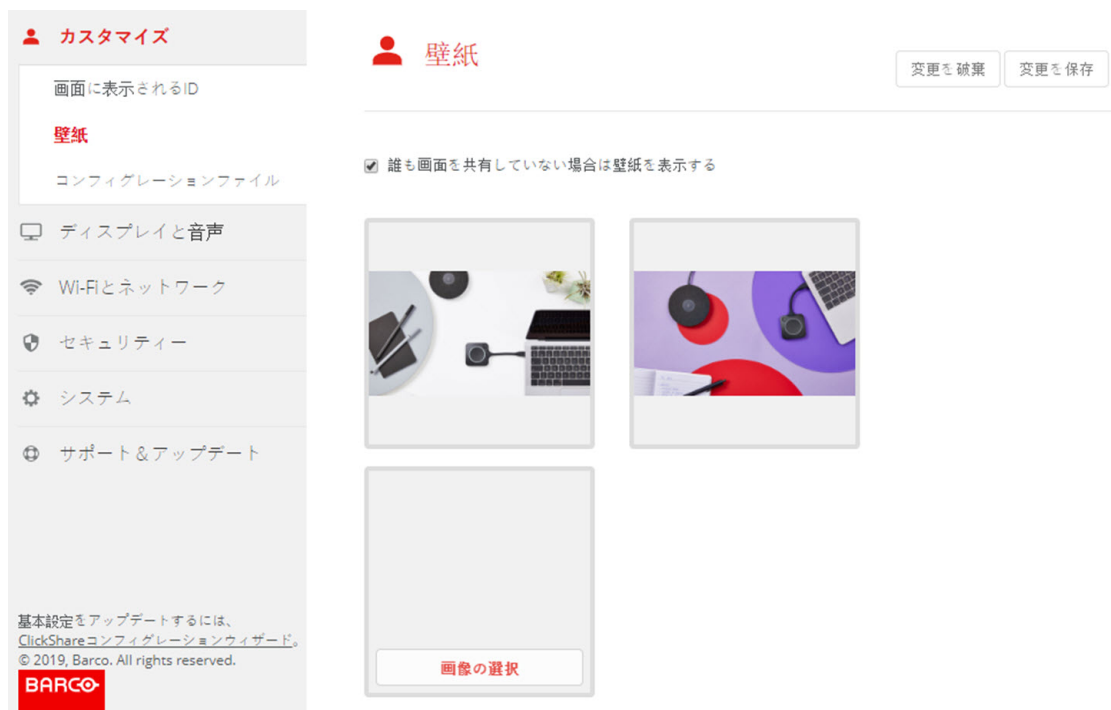 カスタマイズ
画面に表示されるID
壁紙
コンフィグレーションファイル
ディスプレイと音声
Wi-Fiとネットワーク
セキュリティー
システム
サポート＆アップデート
基本設定をアップデートするには、
ClickShareコンフィグレーションウィザード。
© 2019, Barco. All rights reserved.
BARCO
壁紙
変更を破棄
変更を保存
誰も画面を共有していない場合は壁紙を表示する
画像の選択